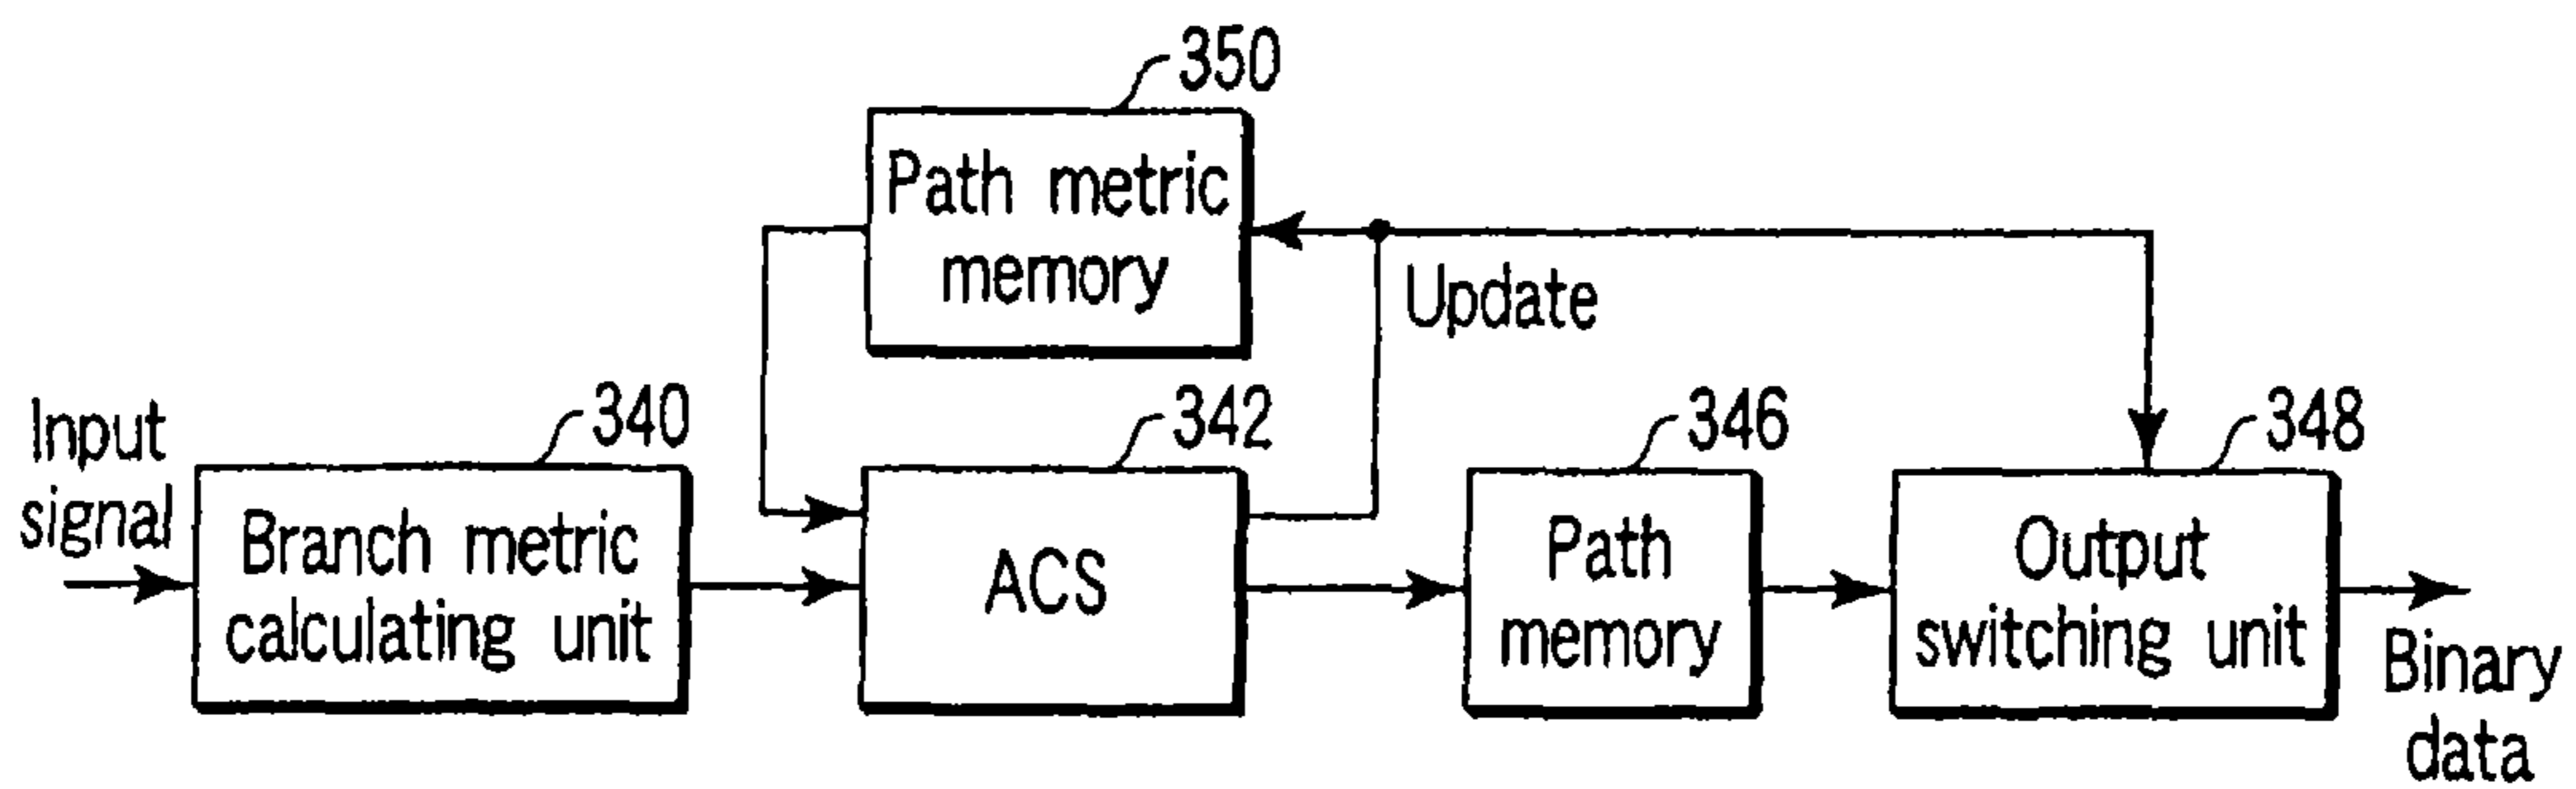 350
Path metric
memory
Update
Input
signal
340
Branch metric
calculating unit
342
ACS
346
Path
memory
348
Output
switching unit
Binary
data